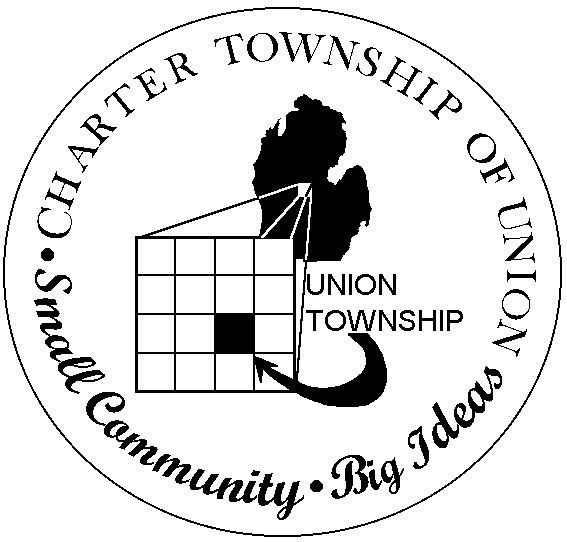 CHARTER TOWNSHIP OF UNION
• Small Community • Big Ideas
UNION
TOWNSHIP